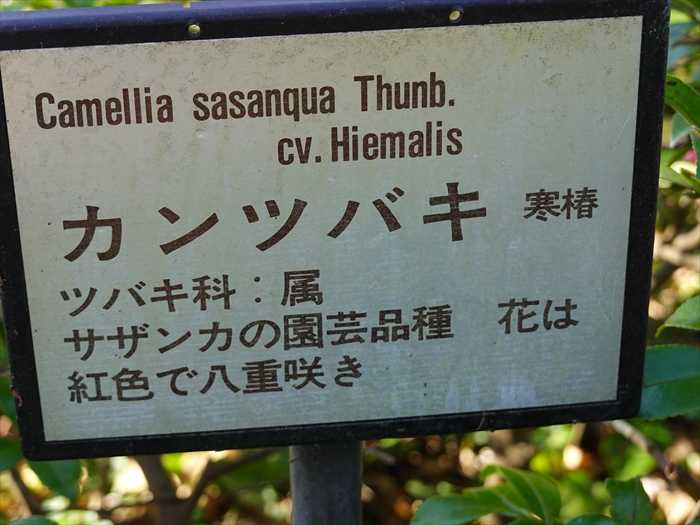 Camellia sasanqua Thunb.
cv. Hiemalis
カンツバキ 寒椿
ツバキ科：属
サザンカの園芸品種　花は
紅色で八重咲き